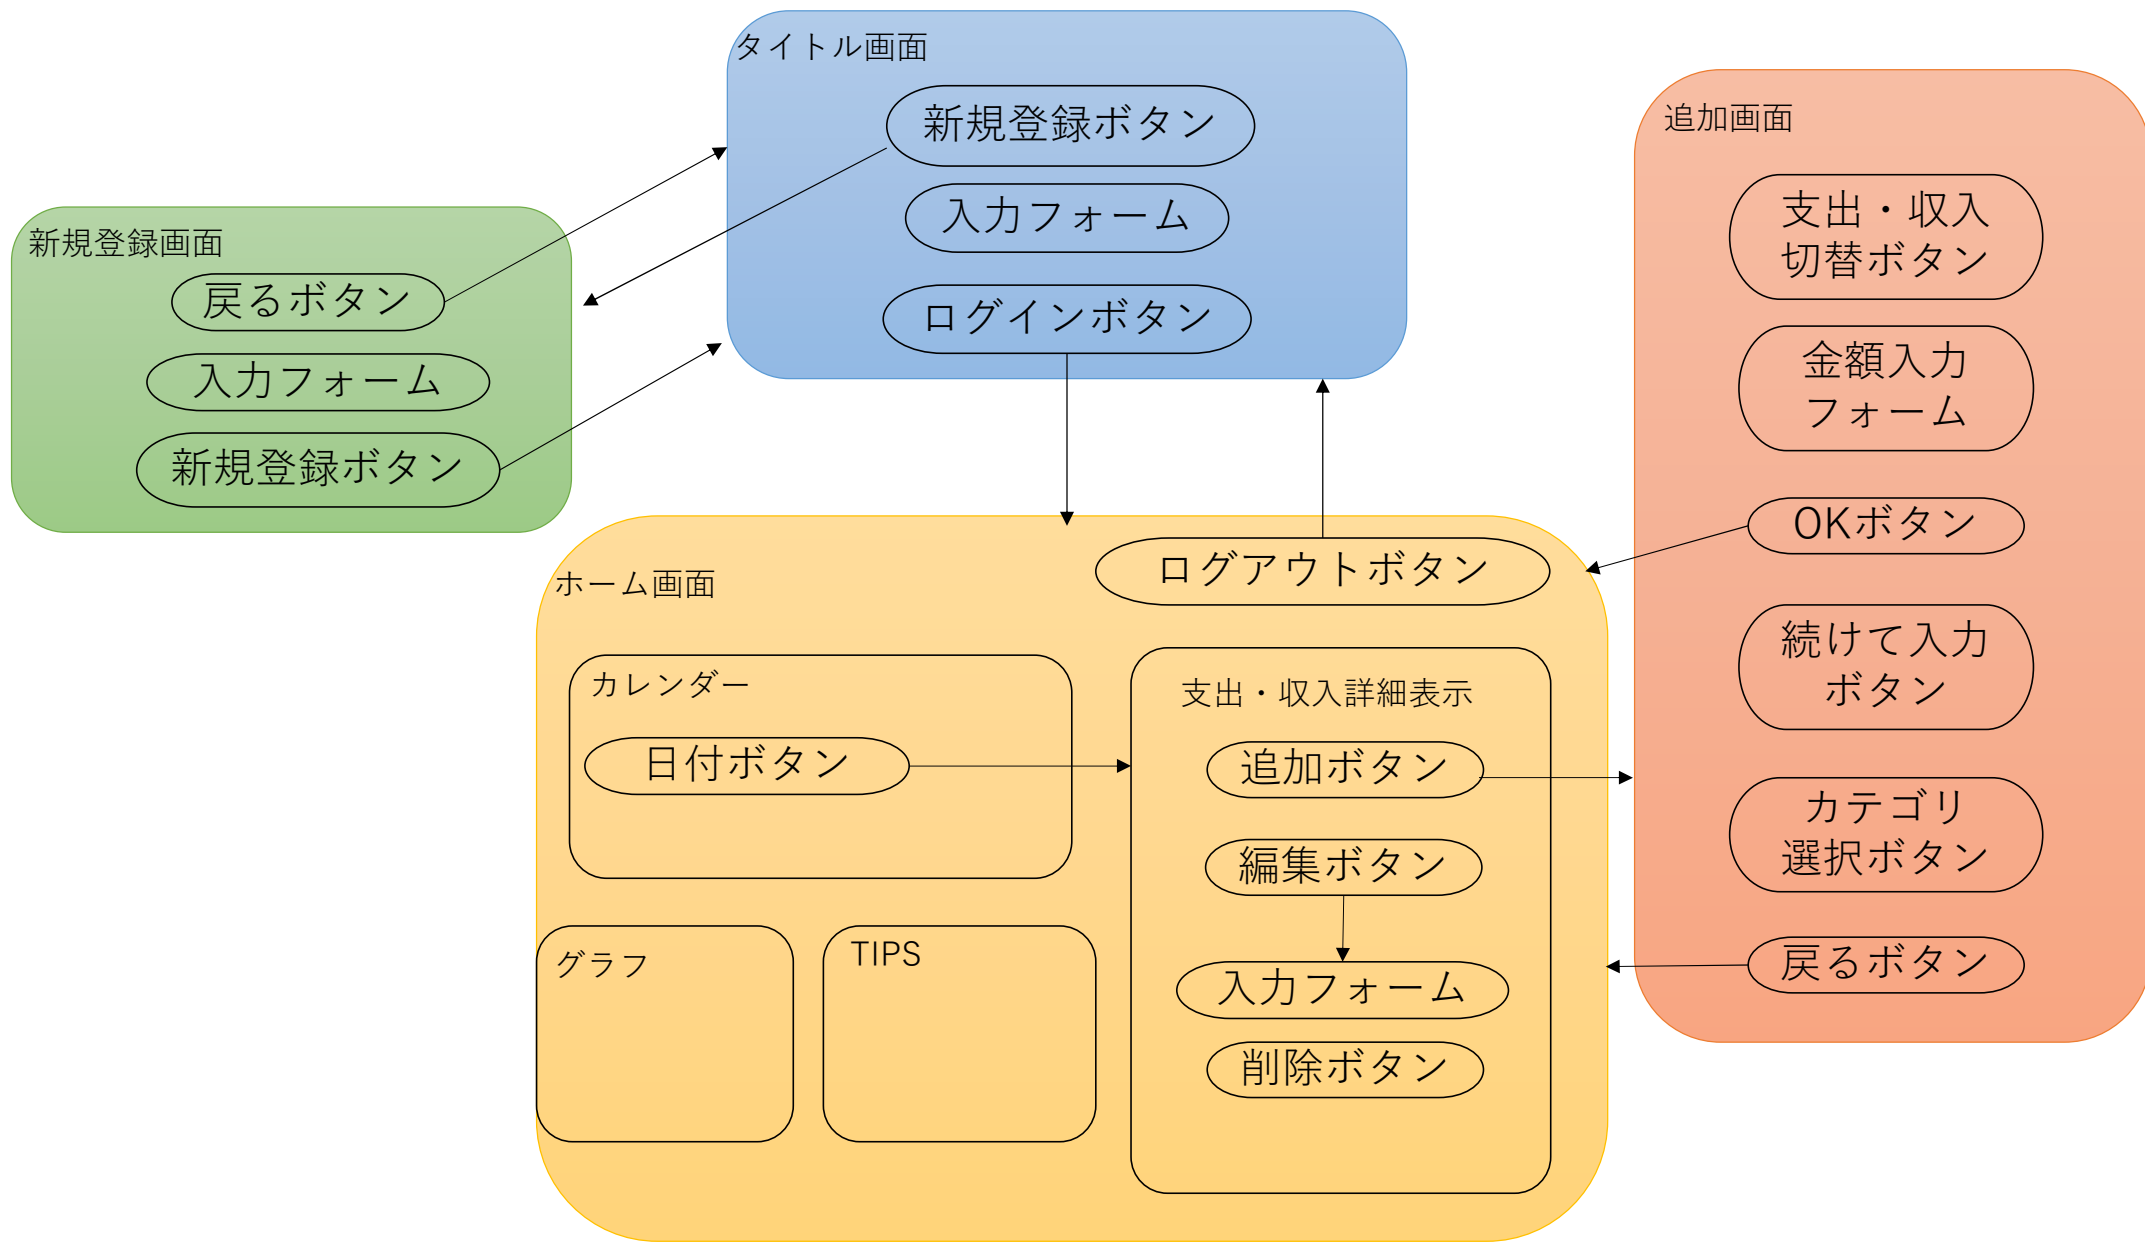 タイトル画面
新規登録ボタン
入力フォーム
ログインボタン
新規登録画面
戻るボタン
入力フォーム
新規登録ボタン
ホーム画面
ログアウトボタン
カレンダー
日付ボタン
グラフ
TIPS
支出・収入詳細表示
追加ボタン
編集ボタン
入力フォーム
削除ボタン
追加画面
支出・収入
切替ボタン
金額入力
フォーム
OKボタン
続けて入力
ボタン
カテゴリ
選択ボタン
戻るボタン